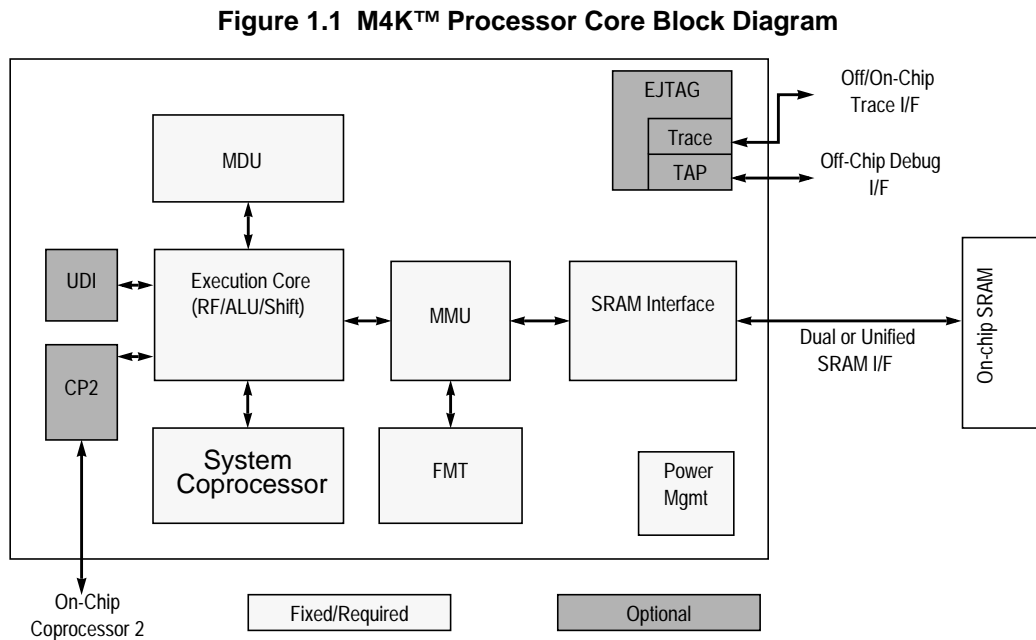 Figure 1.1 M4K™ Processor Core Block Diagram
EJTAG
Trace
TAP
Off/On-Chip
Trace I/F
Off-Chip Debug
I/F
MDU
UDI
Execution Core
(RF/ALU/Shift)
MMU
SRAM Interface
Dual or Unified
SRAM I/F
On-chip SRAM
CP2
System
Coprocessor
FMT
Power
Mgmt
On-Chip
Coprocessor 2
Fixed/Required
Optional